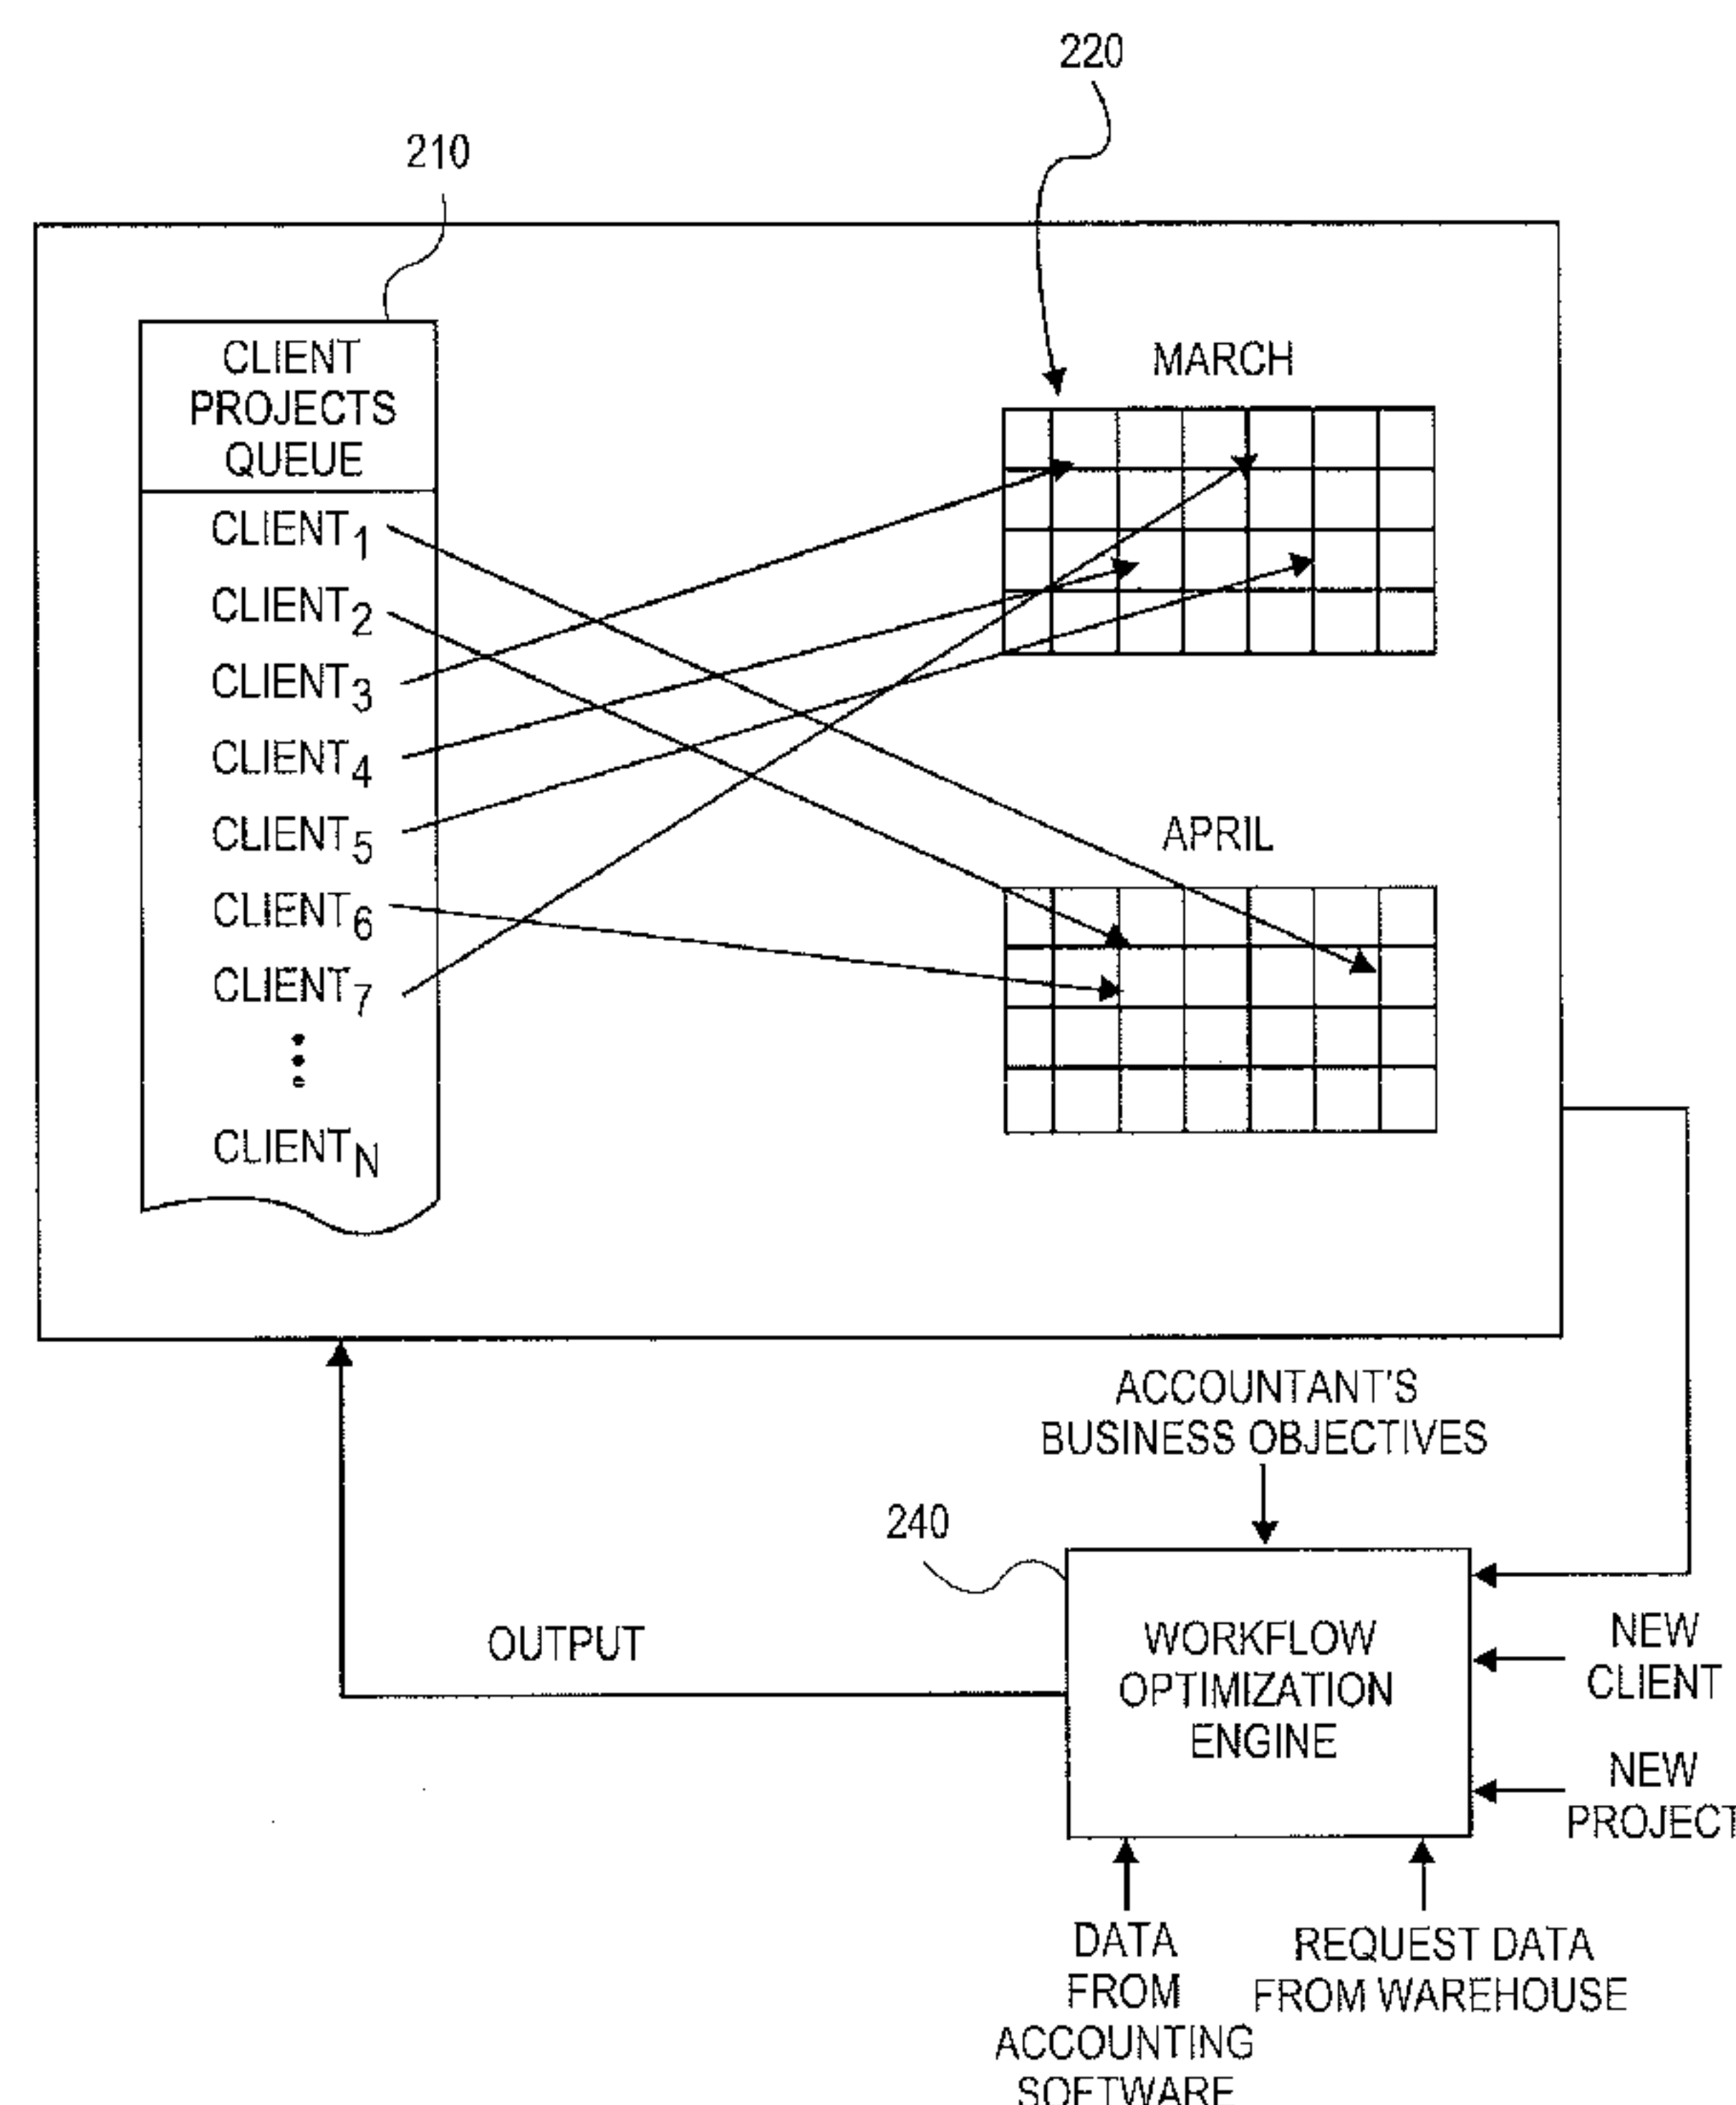 220
210
CLIENT
PROJECTS
QUEUE
CLIENT1
CLIENT2
CLIENT3
CLIENT4
CLIENT5
CLIENT6
CLIENT7
CLIENTN
MARCH
APRIL
ACCOUNTANT'S
BUSINESS OBJECTIVES
240
OUTPUT
WORKFLOW
OPTIMIZATION
ENGINE
NEW
CLIENT
NEW
PROJECT
DATA
FROM
ACCOUNTING
SOFTWARE
REQUEST DATA
FROM WAREHOUSE